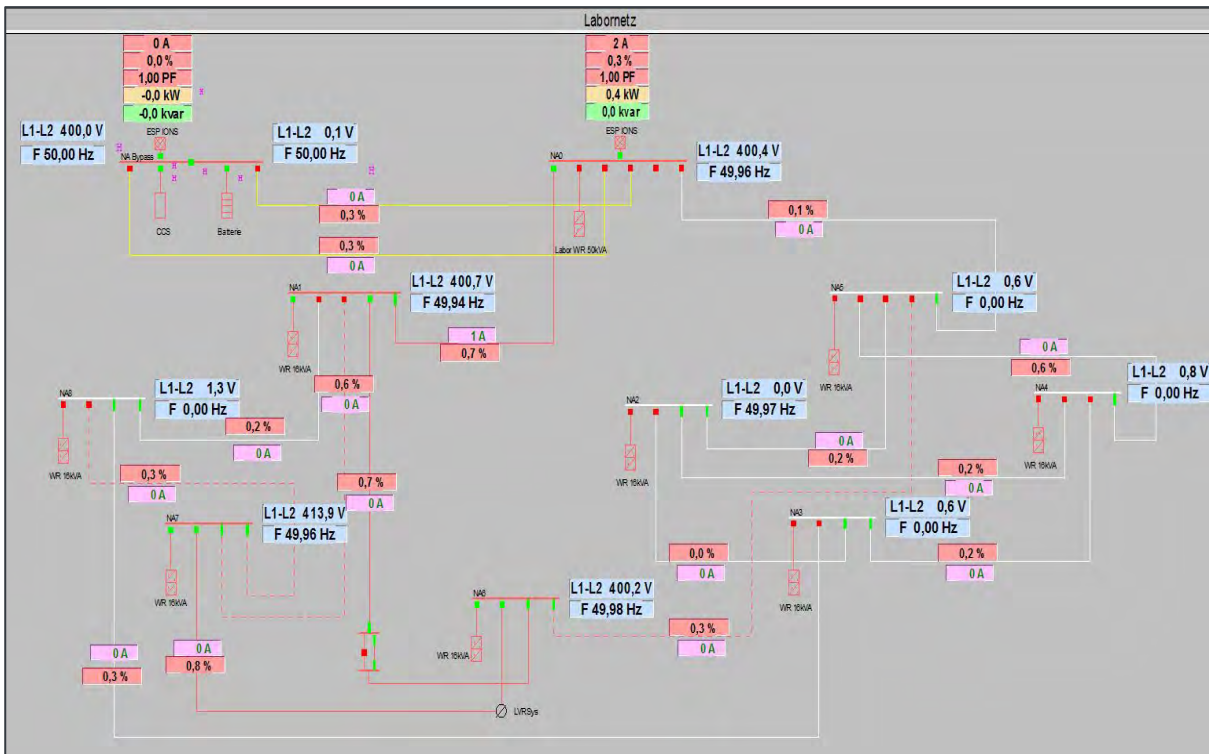 Labornetz
0 A
0,0 %
1,00 PF
-0,0 kW
-0,0 kvar
ESP IONS
2 A
0,3 %
1,00 PF
0,4 kW
0,0 kvar
ESP IONS
L1-L2 400,0 V
F 50,00 Hz
NA Bypass
L1-L2 0,1 V
F 50,00 Hz
CCS
Batterie
NA0
L1-L2 400,4 V
F 49,96 Hz
Labor WR 50kVA
0 A
0,3 %
0,3 %
0 A
0,1 %
0 A
NA1
L1-L2 400,7 V
F 49,94 Hz
WR 16kVA
1 A
0,7 %
NA5
L1-L2 0,6 V
F 0,00 Hz
WR 16kVA
0 A
0,6 %
NA8
L1-L2 1,3 V
F 0,00 Hz
WR 16kVA
0,6 %
0 A
0,2 %
0 A
NA2
L1-L2 0,0 V
F 49,97 Hz
WR 16kVA
0 A
0,2 %
NA4
L1-L2 0,8 V
F 0,00 Hz
WR 16kVA
0,3 %
0 A
0,7 %
0 A
0,2 %
0 A
NA7
L1-L2 413,9 V
F 49,96 Hz
WR 16kVA
NA3
L1-L2 0,6 V
F 0,00 Hz
WR 16kVA
0,0 %
0 A
0,2 %
0 A
NA6
L1-L2 400,2 V
F 49,98 Hz
WR 16kVA
0,3 %
0 A
0 A
0,3 %
0 A
0,8 %
LVRSys